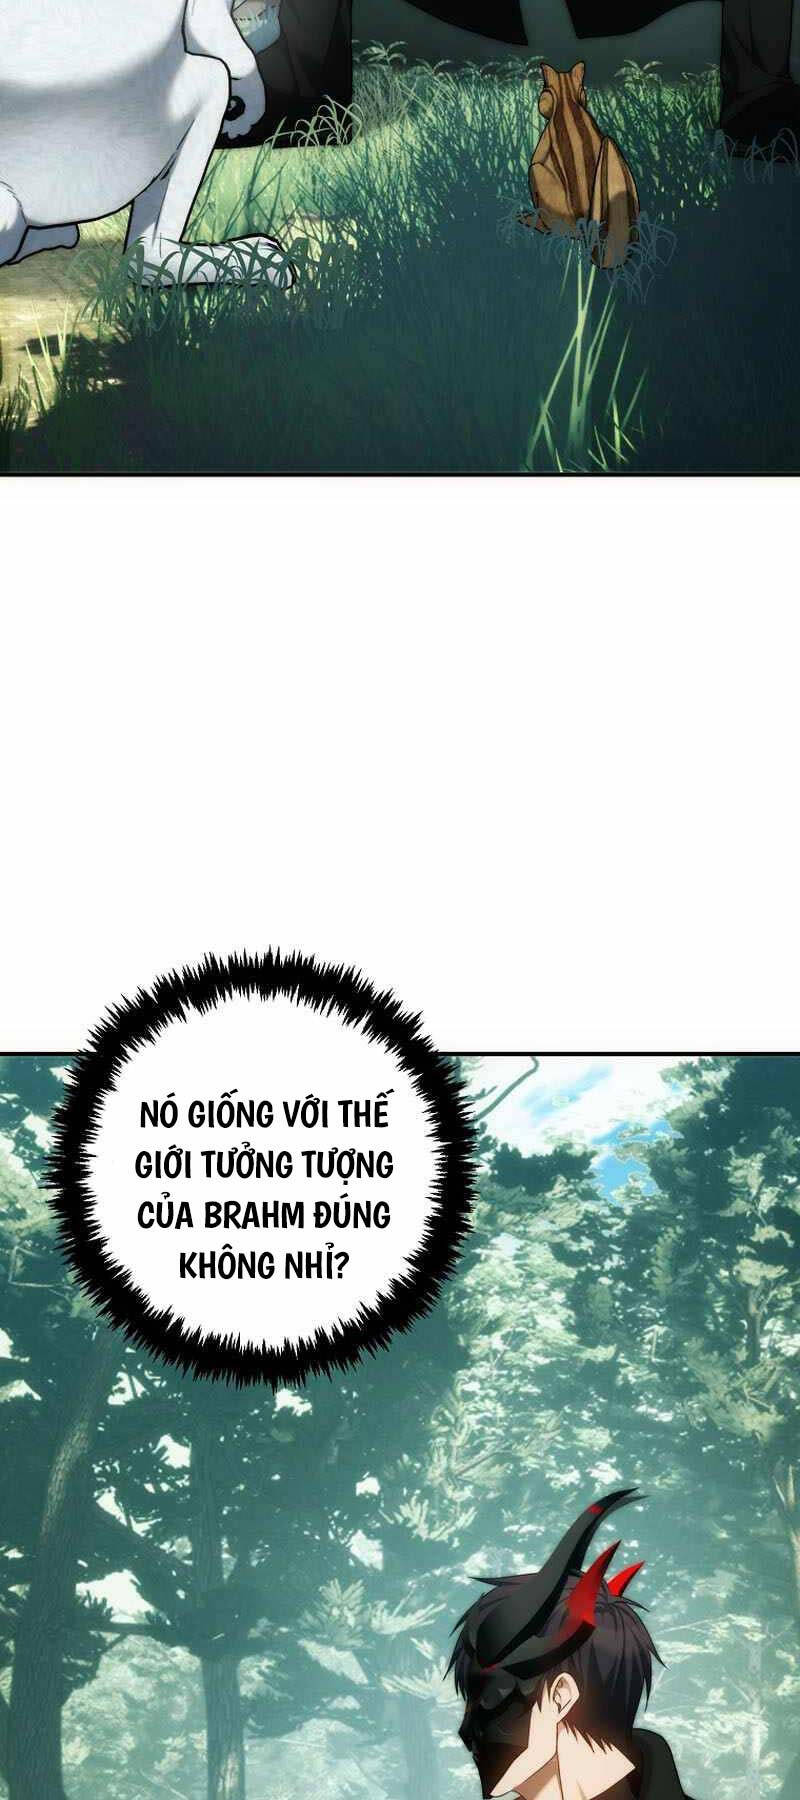 NÓ GIỐNG VỚI THẾ
GIỚI TƯỞNG TƯỢNG
CỦA BRAHM ĐÚNG
KHÔNG NHỈ?